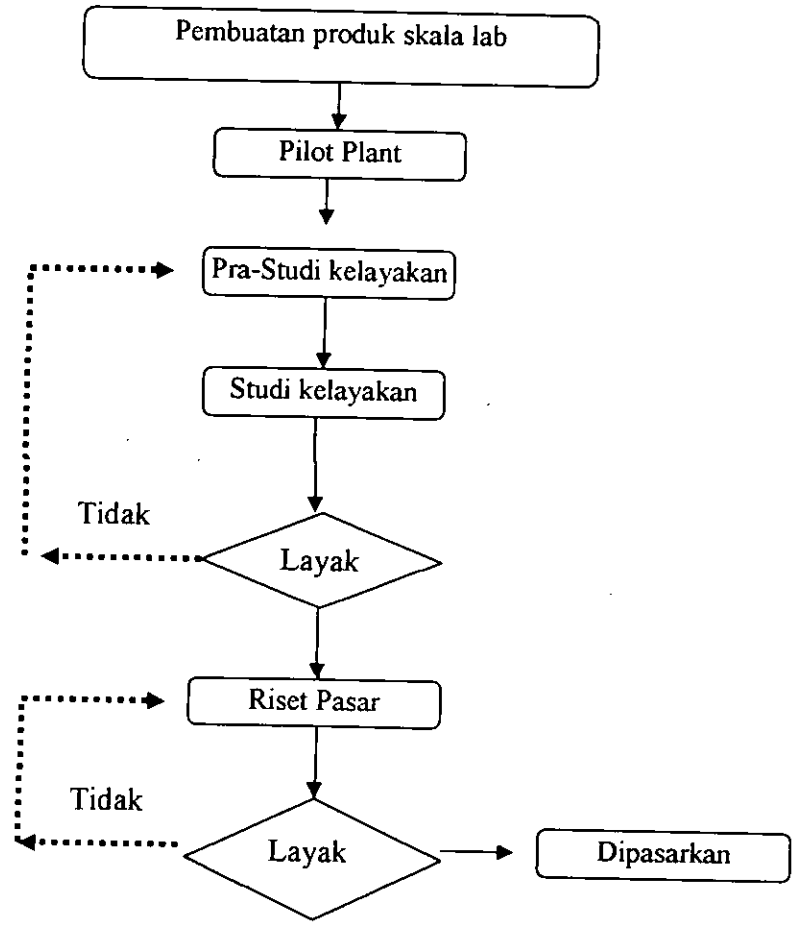 Pembuatan produk skala lab
Pilot Plant
Pra-Studi kelayakan
Studi kelayakan
Tidak
Layak
Riset Pasar
Tidak
Layak
Dipasarkan